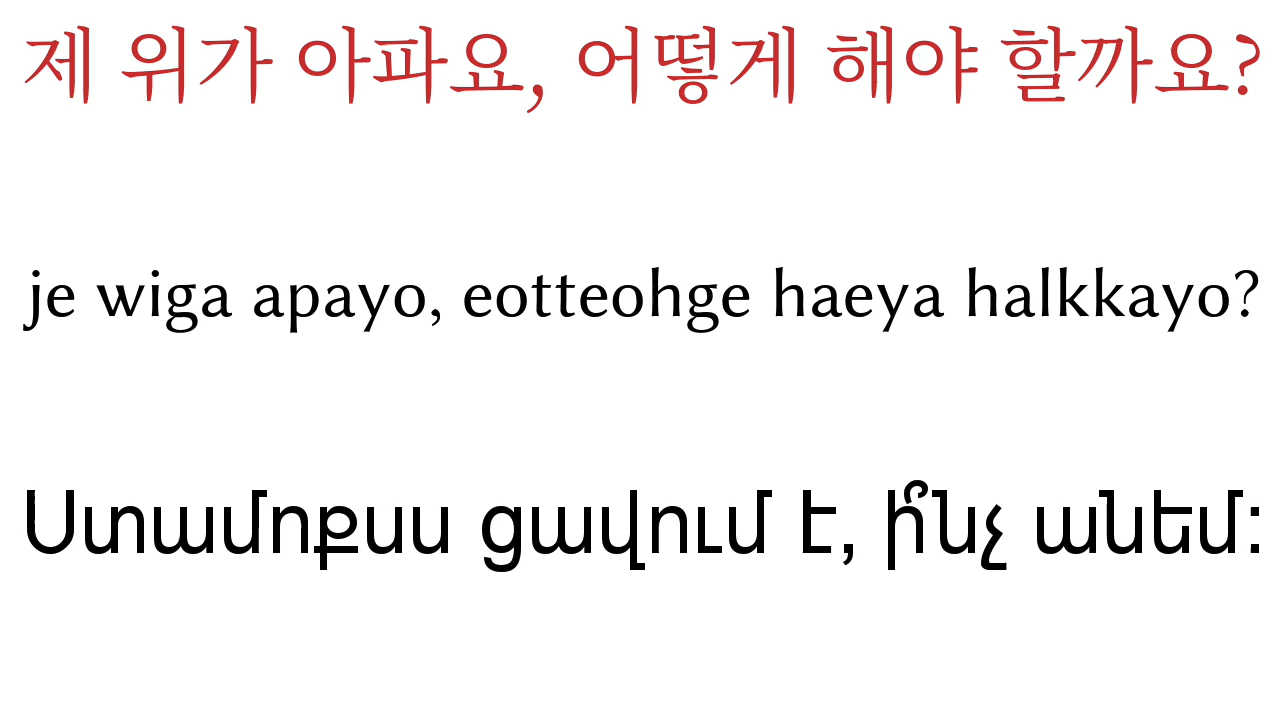 제 위가 아파요, 어떻게 해야 할까요?
je wiga apayo, eotteohge haeya halkkayo?
Ստամոքսս ցավում է, ի՞նչ անեմ: